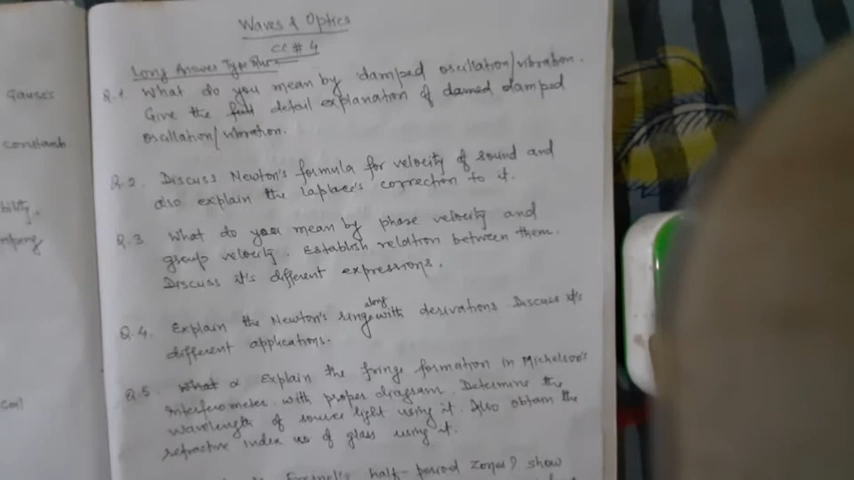 Waves & Optics
CC # 4
Long Answer Type
Q.1. What do you mean by damped oscillation/vibration.
Give the full detail explanation of damed damped
oscallation/vibration.
Q.2. Discuss Newton's formula for velocity of sound and
also explain the laplace's correction to it.
Q.3 What do you mean by phase velocity and
group velocity. Establish relation between them.
Discuss it's different expressions.
Q.4. Explain the Newton's rings along with derivations Discuss it's
different applications.
Q.5. What Explain the fringe formation in Michelson's
interferometer with proper diagram. Determine the
wavelength of source light using it. Also obtain the
refractive index of glass using it.
Fresnel's half-period zones? show
Gauss's
constant
bility.
coil